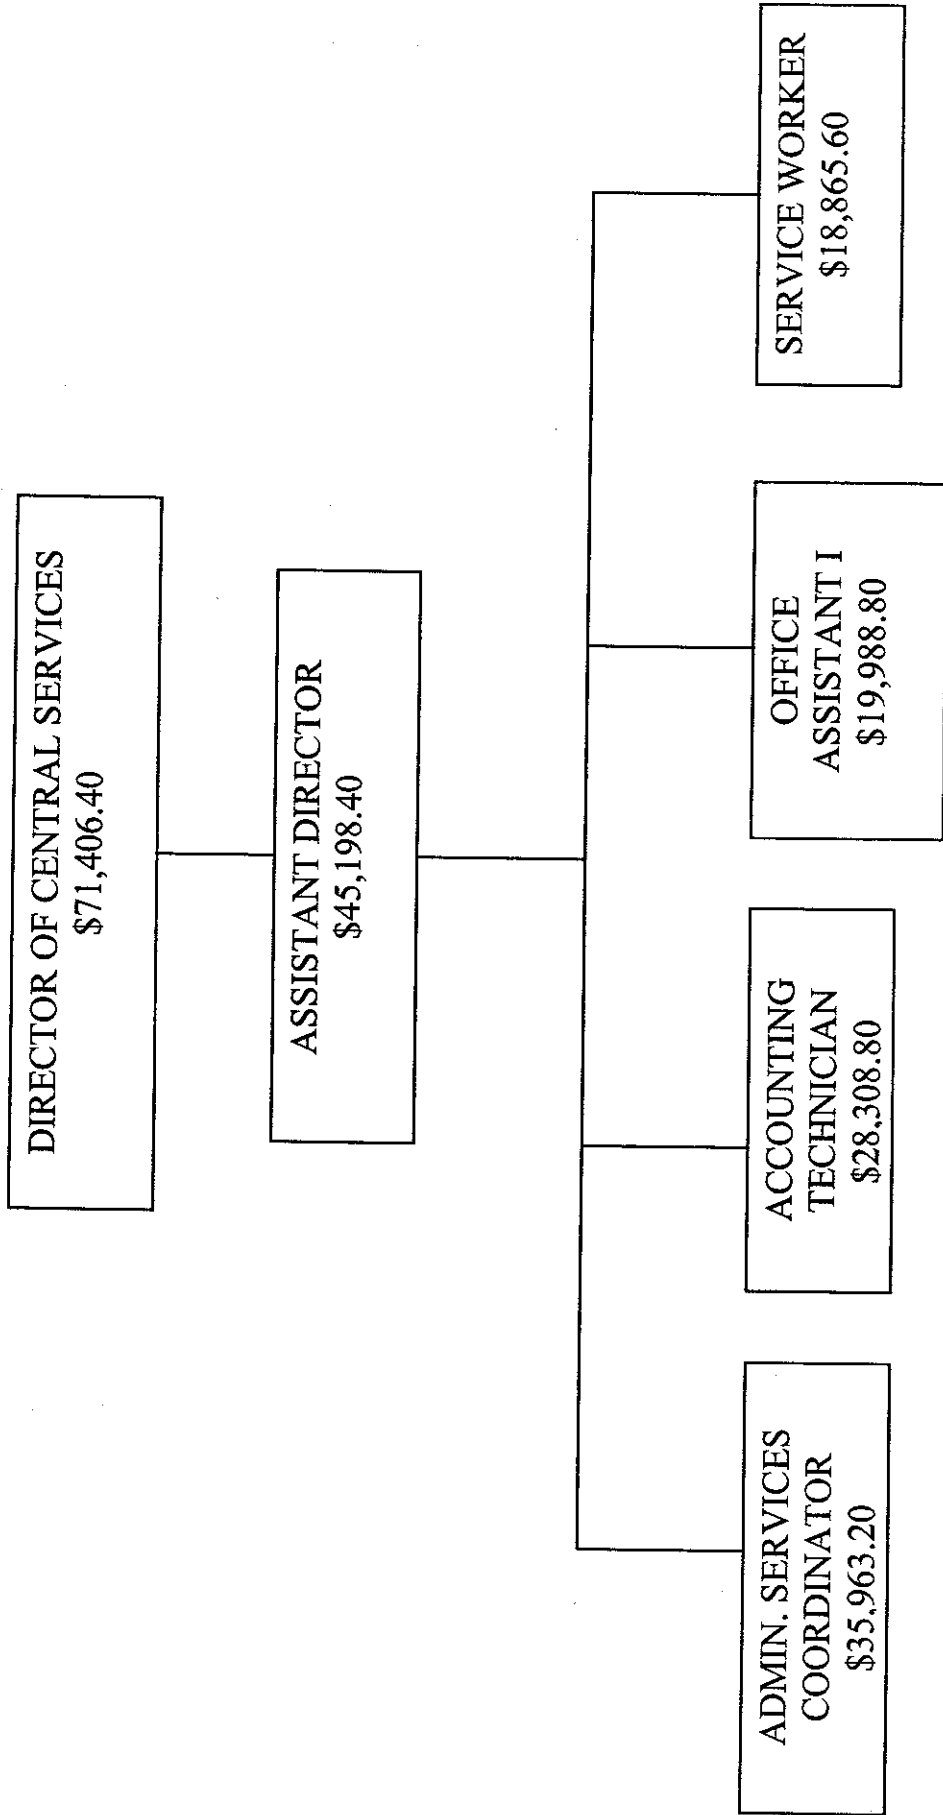 DIRECTOR OF CENTRAL SERVICES
$71,406.40
ASSISTANT DIRECTOR
$45,198.40
ADMIN. SERVICES
COORDINATOR
$35,963.20
ACCOUNTING
TECHNICIAN
$28,308.80
OFFICE
ASSISTANT I
$19,988.80
SERVICE WORKER
$18,865.60